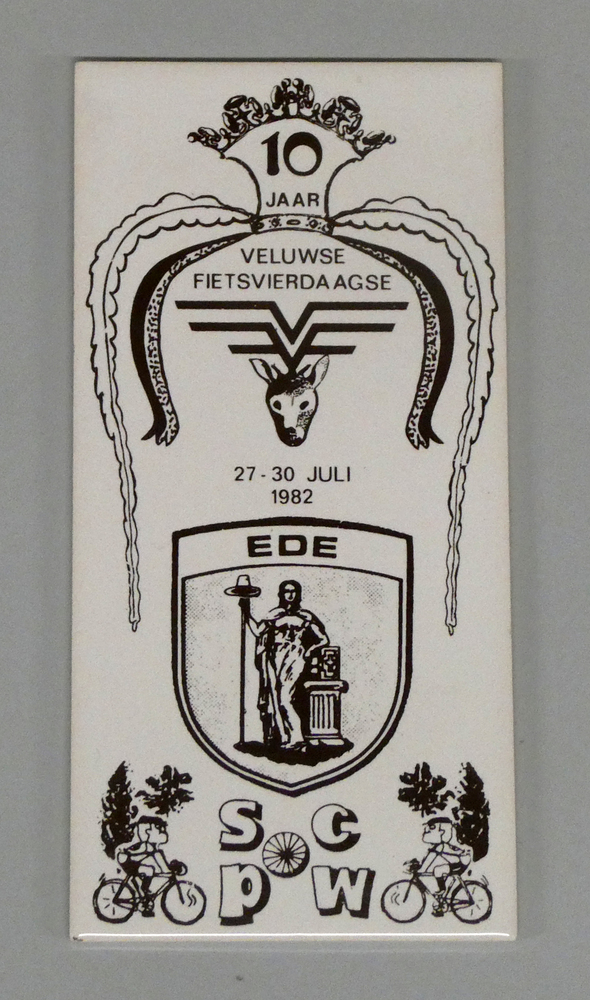 10
JAAR
VELUWSE
FIETSVIERDAAGSE
27-30 JULI
1982
EDE
S C
P W